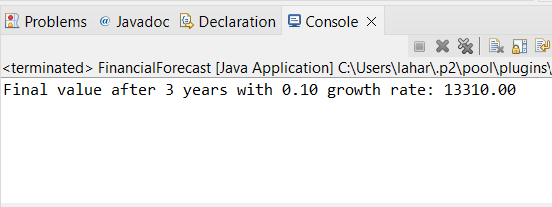 Problems @ Javadoc Declaration Console
<terminated> FinancialForecast [Java Application] C:\Users\lahar\.p2\pool\plugins\
Final value after 3 years with 0.10 growth rate: 13310.00